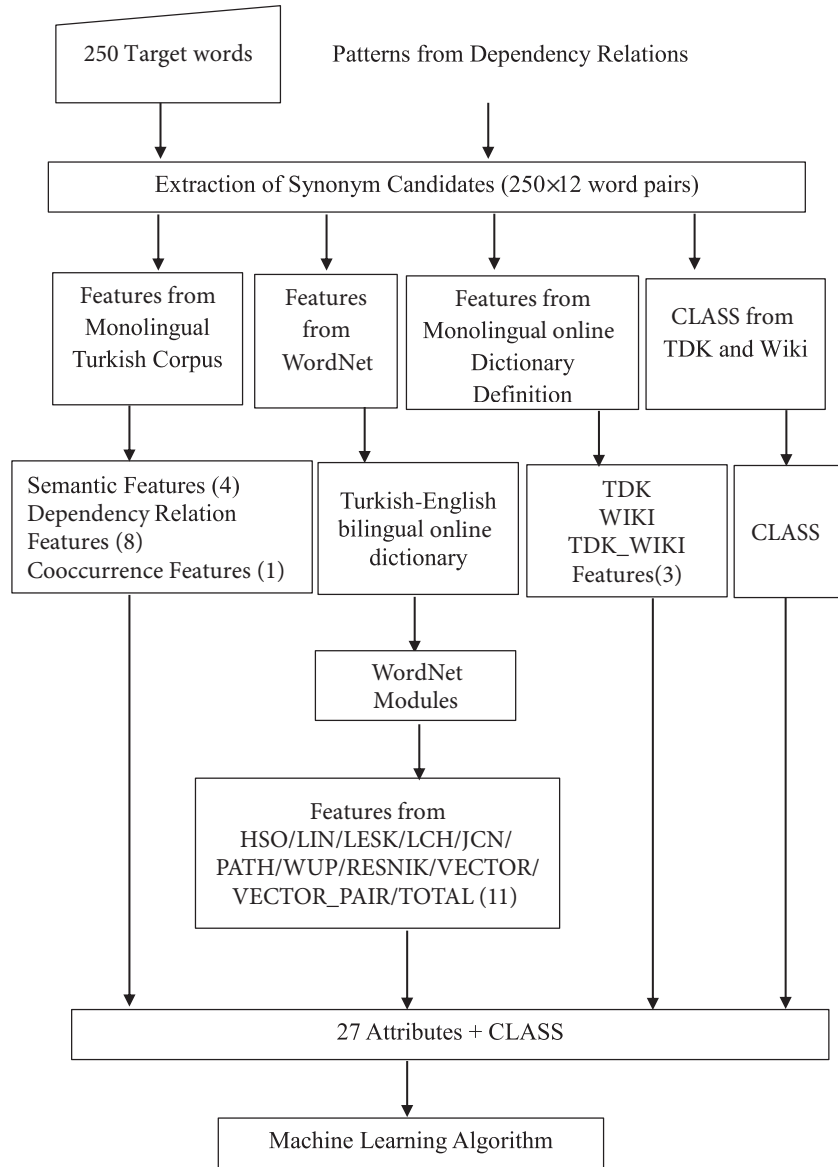 250 Target words
Patterns from Dependency Relations
Extraction of Synonym Candidates (250×12 word pairs)
Features from
Monolingual
Turkish Corpus
Features
from
WordNet
Features from
Monolingual online
Dictionary
Definition
CLASS from
TDK and Wiki
Semantic Features (4)
Dependency Relation
Features (8)
Cooccurrence Features (1)
Turkish-English
bilingual online
dictionary
TDK
WIKI
TDK_WIKI
Features(3)
CLASS
WordNet
Modules
Features from
HSO/LIN/LESK/LCH/JCN/
PATH/WUP/RESNIK/VECTOR/
VECTOR_PAIR/TOTAL (11)
27 Attributes + CLASS
Machine Learning Algorithm